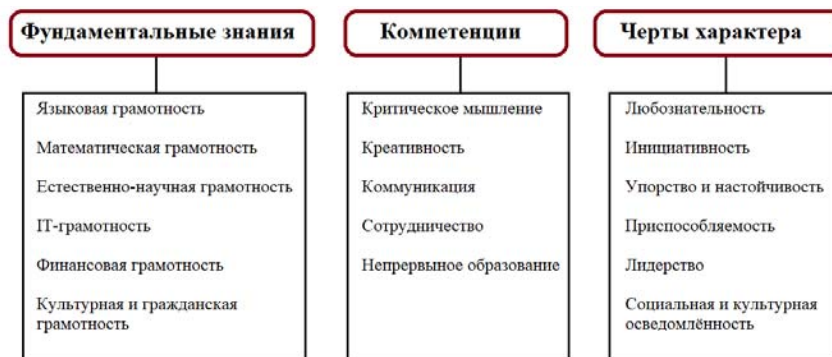 Фундаментальные знания
Языковая грамотность
Математическая грамотность
Естественно-научная грамотность
IT-грамотность
Финансовая грамотность
Культурная и гражданская
грамотность
Компетенции
Критическое мышление
Креативность
Коммуникация
Сотрудничество
Непрервыное образование
Черты характера
Любознательность
Инициативность
Упорство и настойчивость
Приспособляемость
Лидерство
Социальная и культурная
осведомлённость